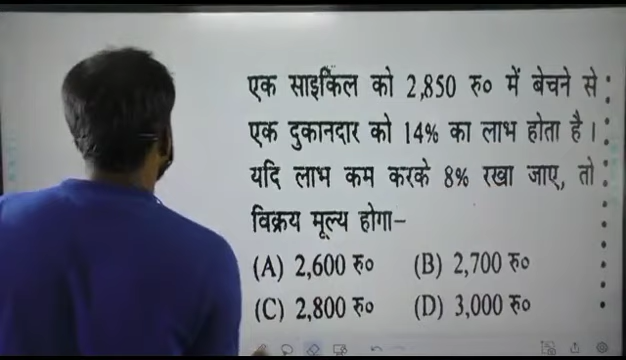 एक साइकिल को 2,850 रु० में बेचने से
एक दुकानदार को 14% का लाभ होता है।
यदि लाभ कम करके 8% रखा जाए, तो
विक्रय मूल्य होगा–
(A) 2,600 रु० (B) 2,700 रु०
(C) 2,800 रु० (D) 3,000 रु०